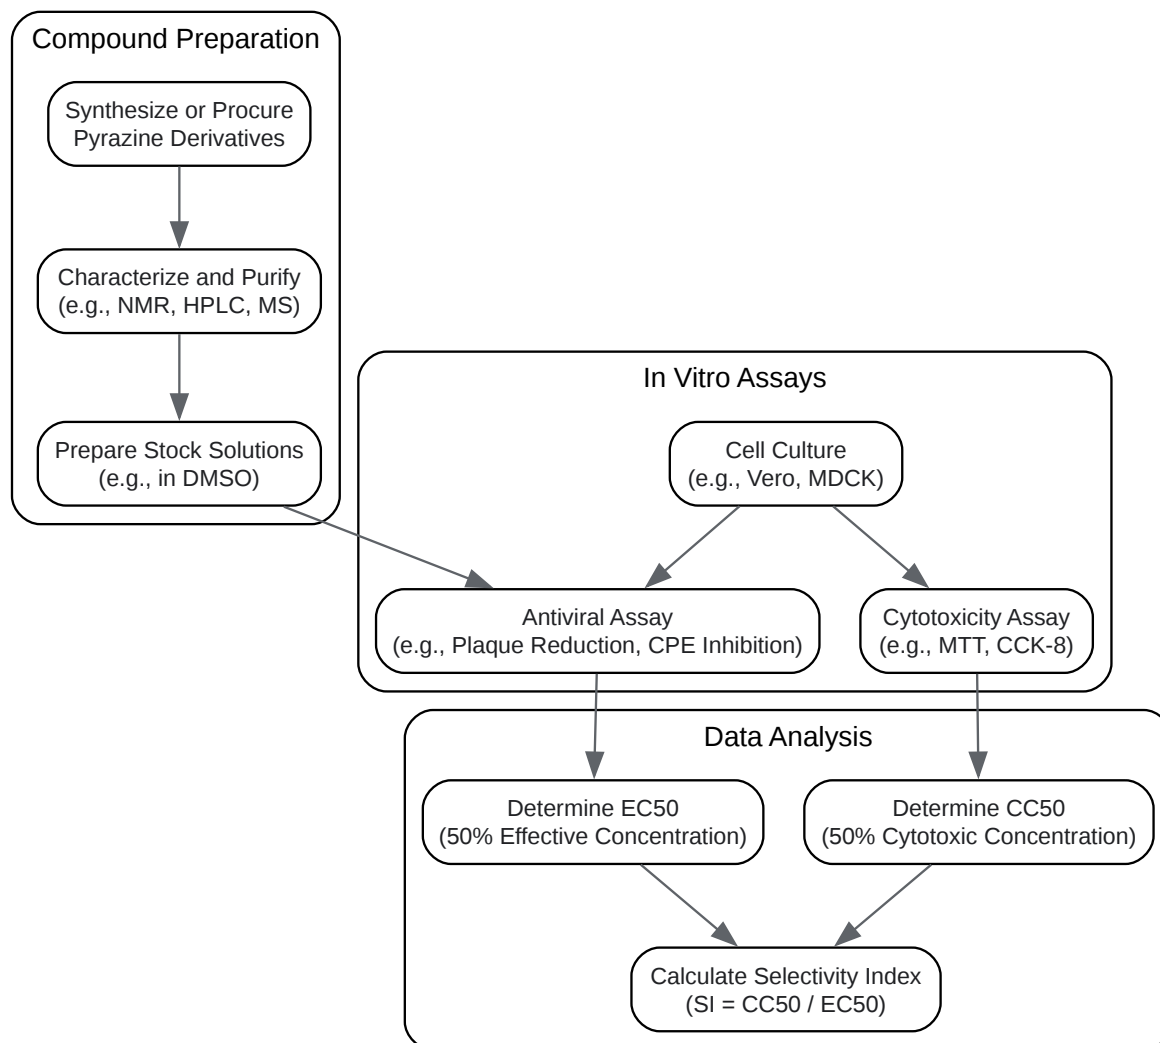 Compound Preparation
Synthesize or Procure
Pyrazine Derivatives
Characterize and Purify
(e.g., NMR, HPLC, MS)
Prepare Stock Solutions
(e.g., in DMSO)
In Vitro Assays
Cell Culture
(e.g., Vero, MDCK)
Antiviral Assay
(e.g., Plaque Reduction, CPE Inhibition)
Cytotoxicity Assay
(e.g., MTT, CCK-8)
Data Analysis
Determine EC50
(50% Effective Concentration)
Determine CC50
(50% Cytotoxic Concentration)
Calculate Selectivity Index
(SI = CC50 / EC50)